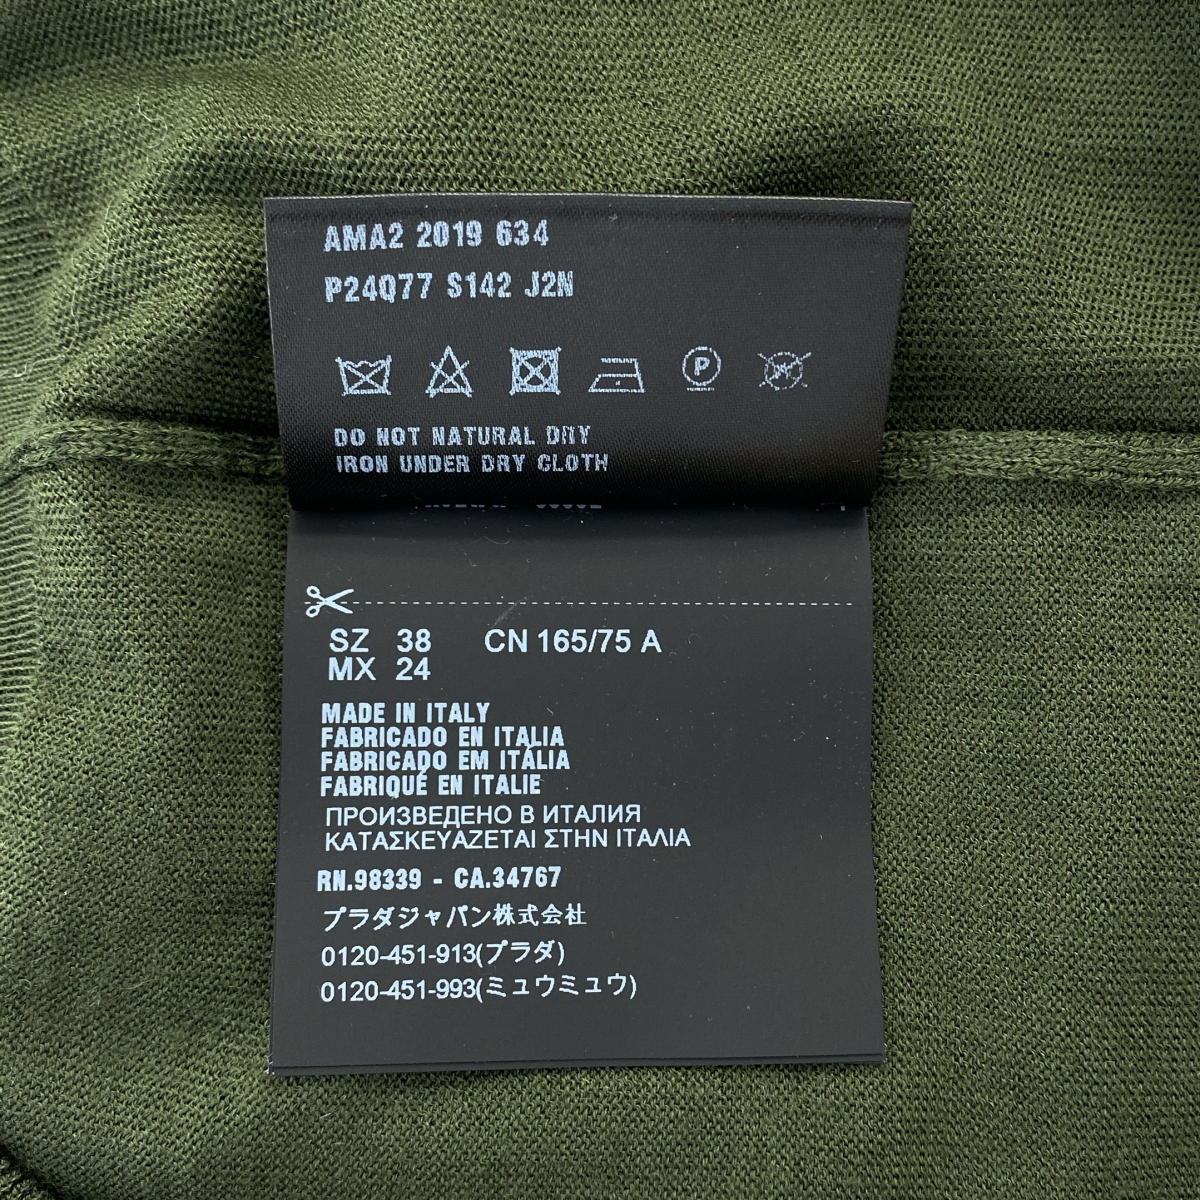 AMA2 2019 634
P24Q77 S142 J2N
P
DO NOT NATURAL DRY
IRON UNDER DRY CLOTH
SZ 38 CN 165/75 A
MX 24
MADE IN ITALY
FABRICADO EN ITALIA
FABRICADO EM ITÁLIA
FABRIQUÉ EN ITALIE
ПРОИЗВЕДЕНО В ИТАЛИЯ
ΚΑΤΑΣΚΕΥΑΖΕΤΑΙ ΣΤΗΝ ΙΤΑΛΙΑ
RN.98339 - CA.34767
プラダジャパン株式会社
0120-451-913(プラダ)
0120-451-993(ミュウミュウ)